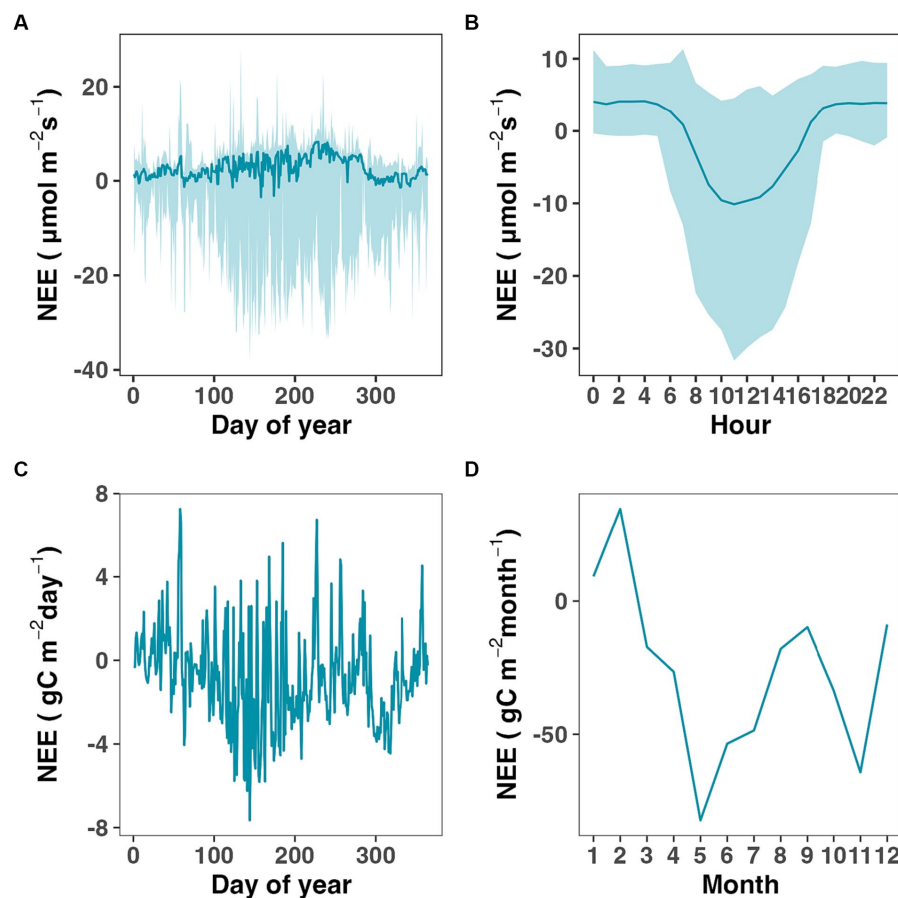 A
NEE ( µmol m−2s−1)
20
0
-20
-40
0 100 200 300
Day of year
B
NEE ( µmol m−2s−1)
10
0
-10
-20
-30
0 2 4 6 8 10 12 14 16 18 20 22
Hour
C
NEE ( gC m−2day−1)
8
4
0
-4
-8
0 100 200 300
Day of year
D
NEE ( gC m−2month−1)
0
-50
1 2 3 4 5 6 7 8 9 10 11 12
Month